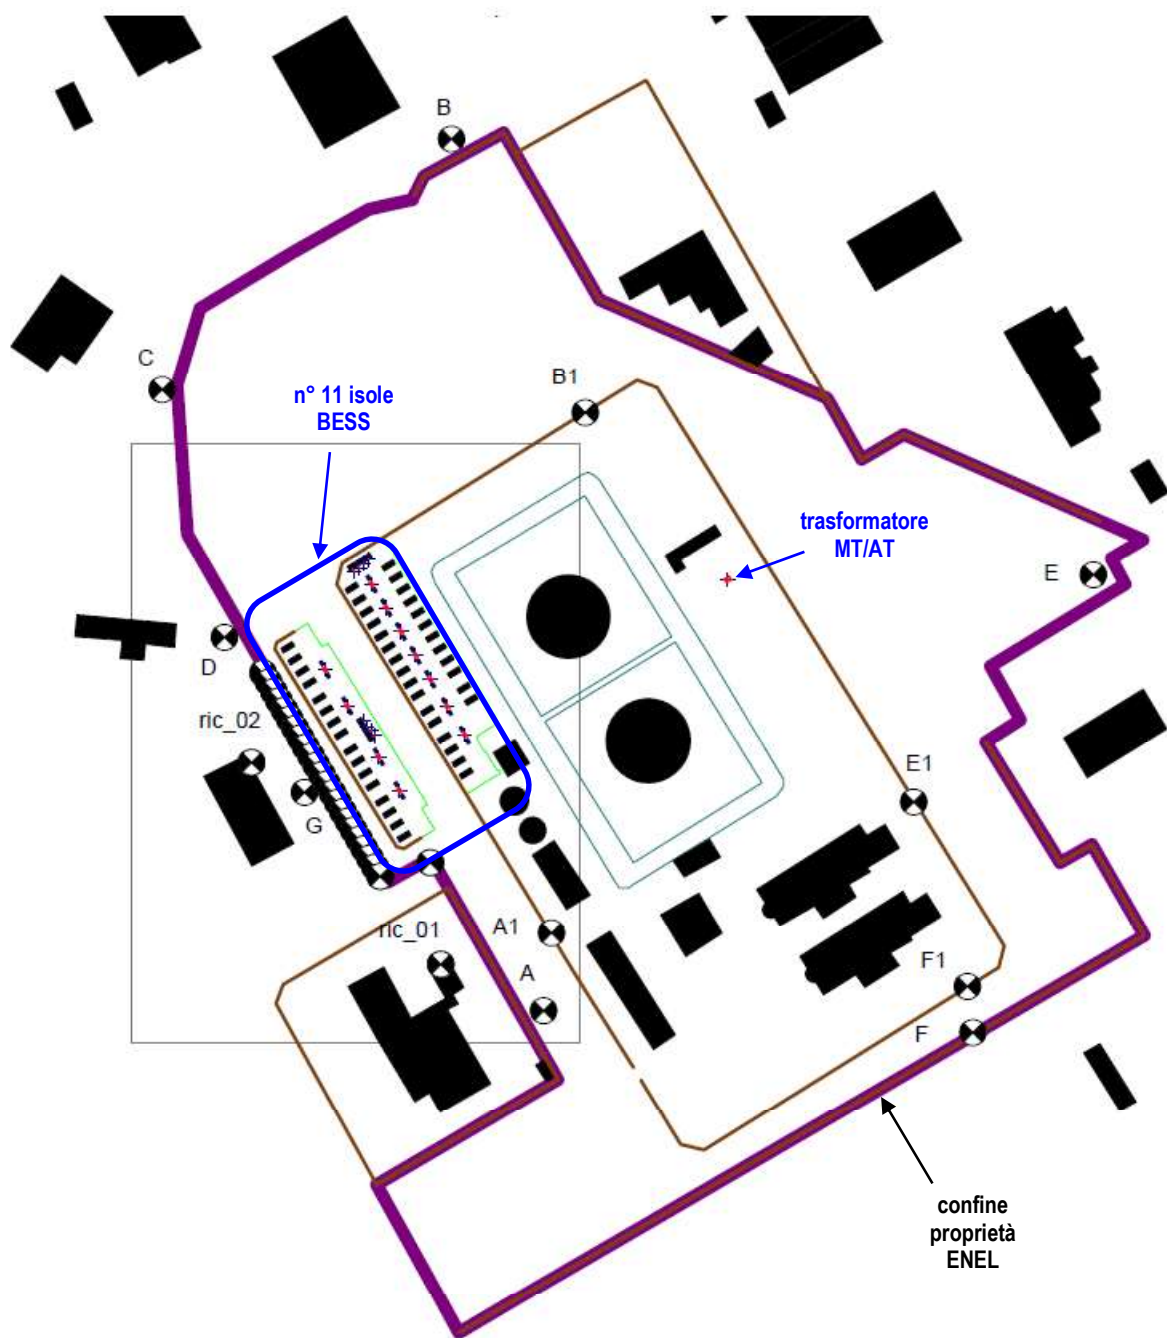 B
C
B1
n° 11 isole
BESS
trasformatore
MT/AT
E
D
ric_02
G
E1
ric_01
A1
A
F1
F
confine
proprietà
ENEL